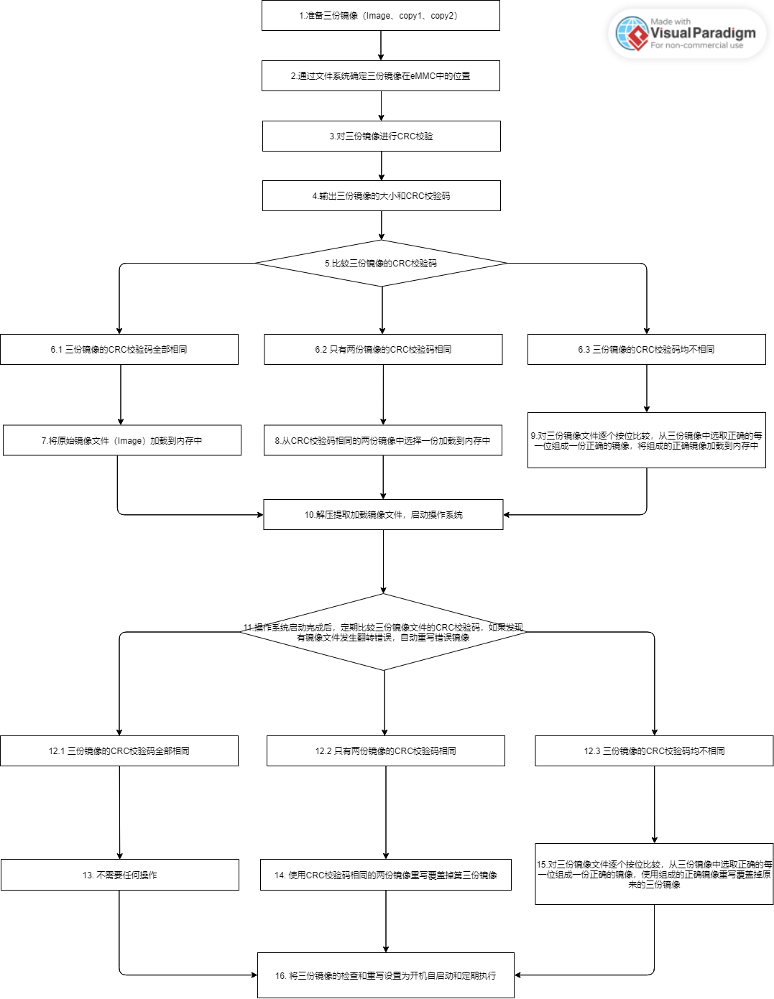 1.准备三份镜像（Image、copy1、copy2）
Made with
Visual Paradigm
For non-commercial use
2.通过文件系统确定三份镜像在eMMC中的位置
3.对三份镜像进行CRC校验
4.输出三份镜像的大小和CRC校验码
5.比较三份镜像的CRC校验码
6.1 三份镜像的CRC校验码全部相同
6.2 只有两份镜像的CRC校验码相同
6.3 三份镜像的CRC校验码均不相同
7.将原始镜像文件（Image）加载到内存中
8.从CRC校验码相同的两份镜像中选择一份加载到内存中
9.对三份镜像文件逐个按位比较，从三份镜像中选取正确的每
一位组成一份正确的镜像，将组成的正确镜像加载到内存中
10.解压提取加载镜像文件，启动操作系统
11.操作系统启动完成后，定期比较三份镜像文件的CRC校验码，如果发现
有镜像文件发生翻转错误，自动重写错误镜像
12.1 三份镜像的CRC校验码全部相同
12.2 只有两份镜像的CRC校验码相同
12.3 三份镜像的CRC校验码均不相同
13. 不需要任何操作
14. 使用CRC校验码相同的两份镜像重写覆盖掉第三份镜像
15.对三份镜像文件逐个按位比较，从三份镜像中选取正确的每
一位组成一份正确的镜像，使用组成的正确镜像重写覆盖掉原
来的三份镜像
16. 将三份镜像的检查和重写设置为开机自启动和定期执行